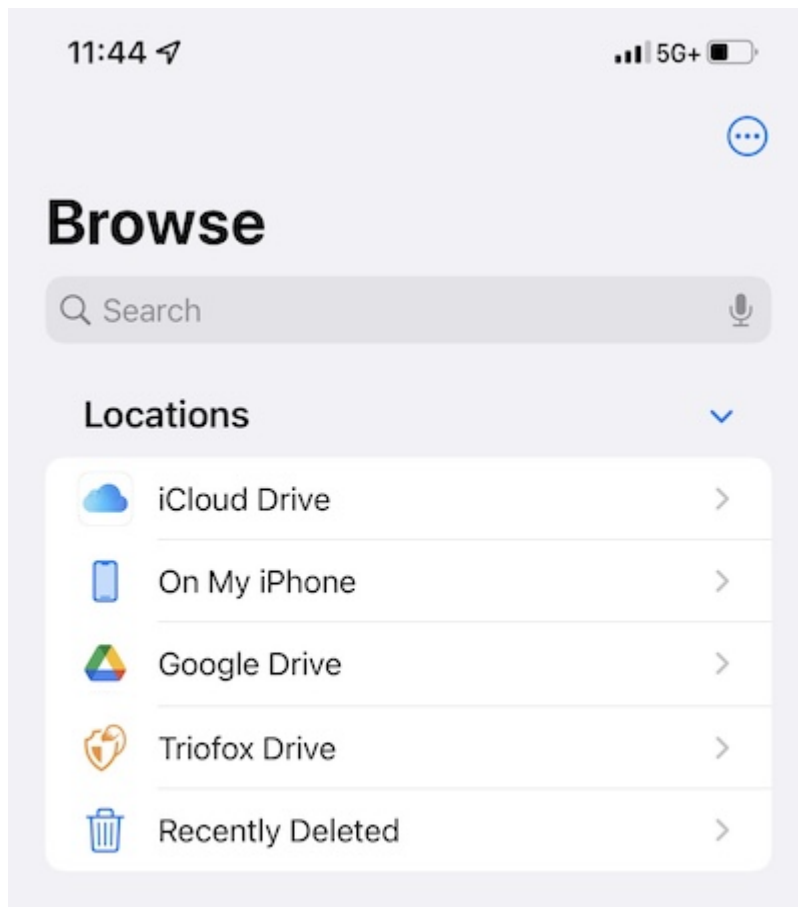 11:44
5G+
Browse
Search
Locations
iCloud Drive
On My iPhone
Google Drive
Triofox Drive
Recently Deleted